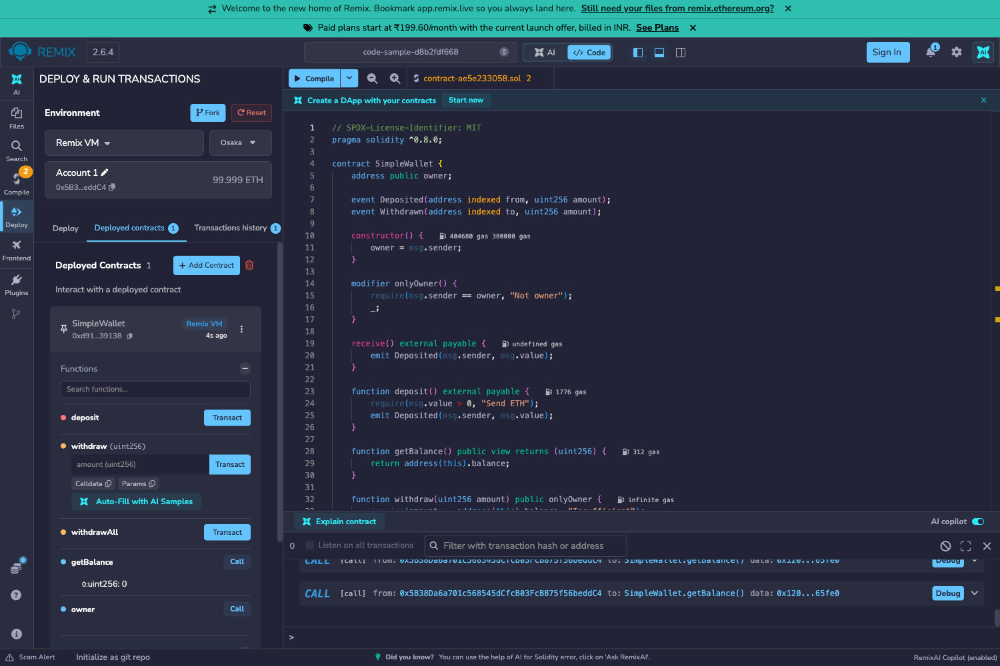 Welcome to the new home of Remix. Bookmark app.remix.live so you always land here. Still need your files from remix.ethereum.org?
Paid plans start at ₹199.60/month with the current launch offer, billed in INR. See Plans
REMIX
2.6.4
code-sample-d8b2fdf668
AI
</> Code
Sign In
1
AI
AI
DEPLOY & RUN TRANSACTIONS
Compile
contract-ae5e233058.sol 2
Files
Search
2
Compile
Deploy
Frontend
Plugins
Environment
Fork
Reset
Remix VM
Osaka
Account 1
0x5B3...eddC4
99.999 ETH
Deploy
Deployed contracts 1
Transactions history 1
Deployed Contracts 1
+ Add Contract
Interact with a deployed contract
SimpleWallet
0xd91...39138
Remix VM
4s ago
Functions
Search functions...
deposit
Transact
withdraw (uint256)
amount (uint256)
Transact
Calldata
Params
Auto-Fill with AI Samples
withdrawAll
Transact
getBalance
Call
0:uint256: 0
owner
Call
Create a DApp with your contracts
Start now
1 // SPDX-License-Identifier: MIT
2 pragma solidity ^0.8.0;
3
4 contract SimpleWallet {
5 address public owner;
6
7 event Deposited(address indexed from, uint256 amount);
8 event Withdrawn(address indexed to, uint256 amount);
9
10 constructor() { 404680 gas 380000 gas
11 owner = msg.sender;
12 }
13
14 modifier onlyOwner() {
15 require(msg.sender == owner, "Not owner");
16 _;
17 }
18
19 receive() external payable { undefined gas
20 emit Deposited(msg.sender, msg.value);
21 }
22
23 function deposit() external payable { 1776 gas
24 require(msg.value > 0, "Send ETH");
25 emit Deposited(msg.sender, msg.value);
26 }
27
28 function getBalance() public view returns (uint256) { 312 gas
29 return address(this).balance;
30 }
31
32 function withdraw(uint256 amount) public onlyOwner { infinite gas
Explain contract
AI copilot
0
Listen on all transactions
Filter with transaction hash or address
CALL [call] from: 0x5B38Da6a701c568545dCfcB03FcB875f56beddC4 to: SimpleWallet.getBalance() data: 0x120...65fe0
Debug
CALL [call] from: 0x5B38Da6a701c568545dCfcB03FcB875f56beddC4 to: SimpleWallet.getBalance() data: 0x120...65fe0
Debug
>
Scam Alert
Initialize as git repo
Did you know? You can use the help of AI for Solidity error, click on 'Ask RemixAI'.
RemixAI Copilot (enabled)